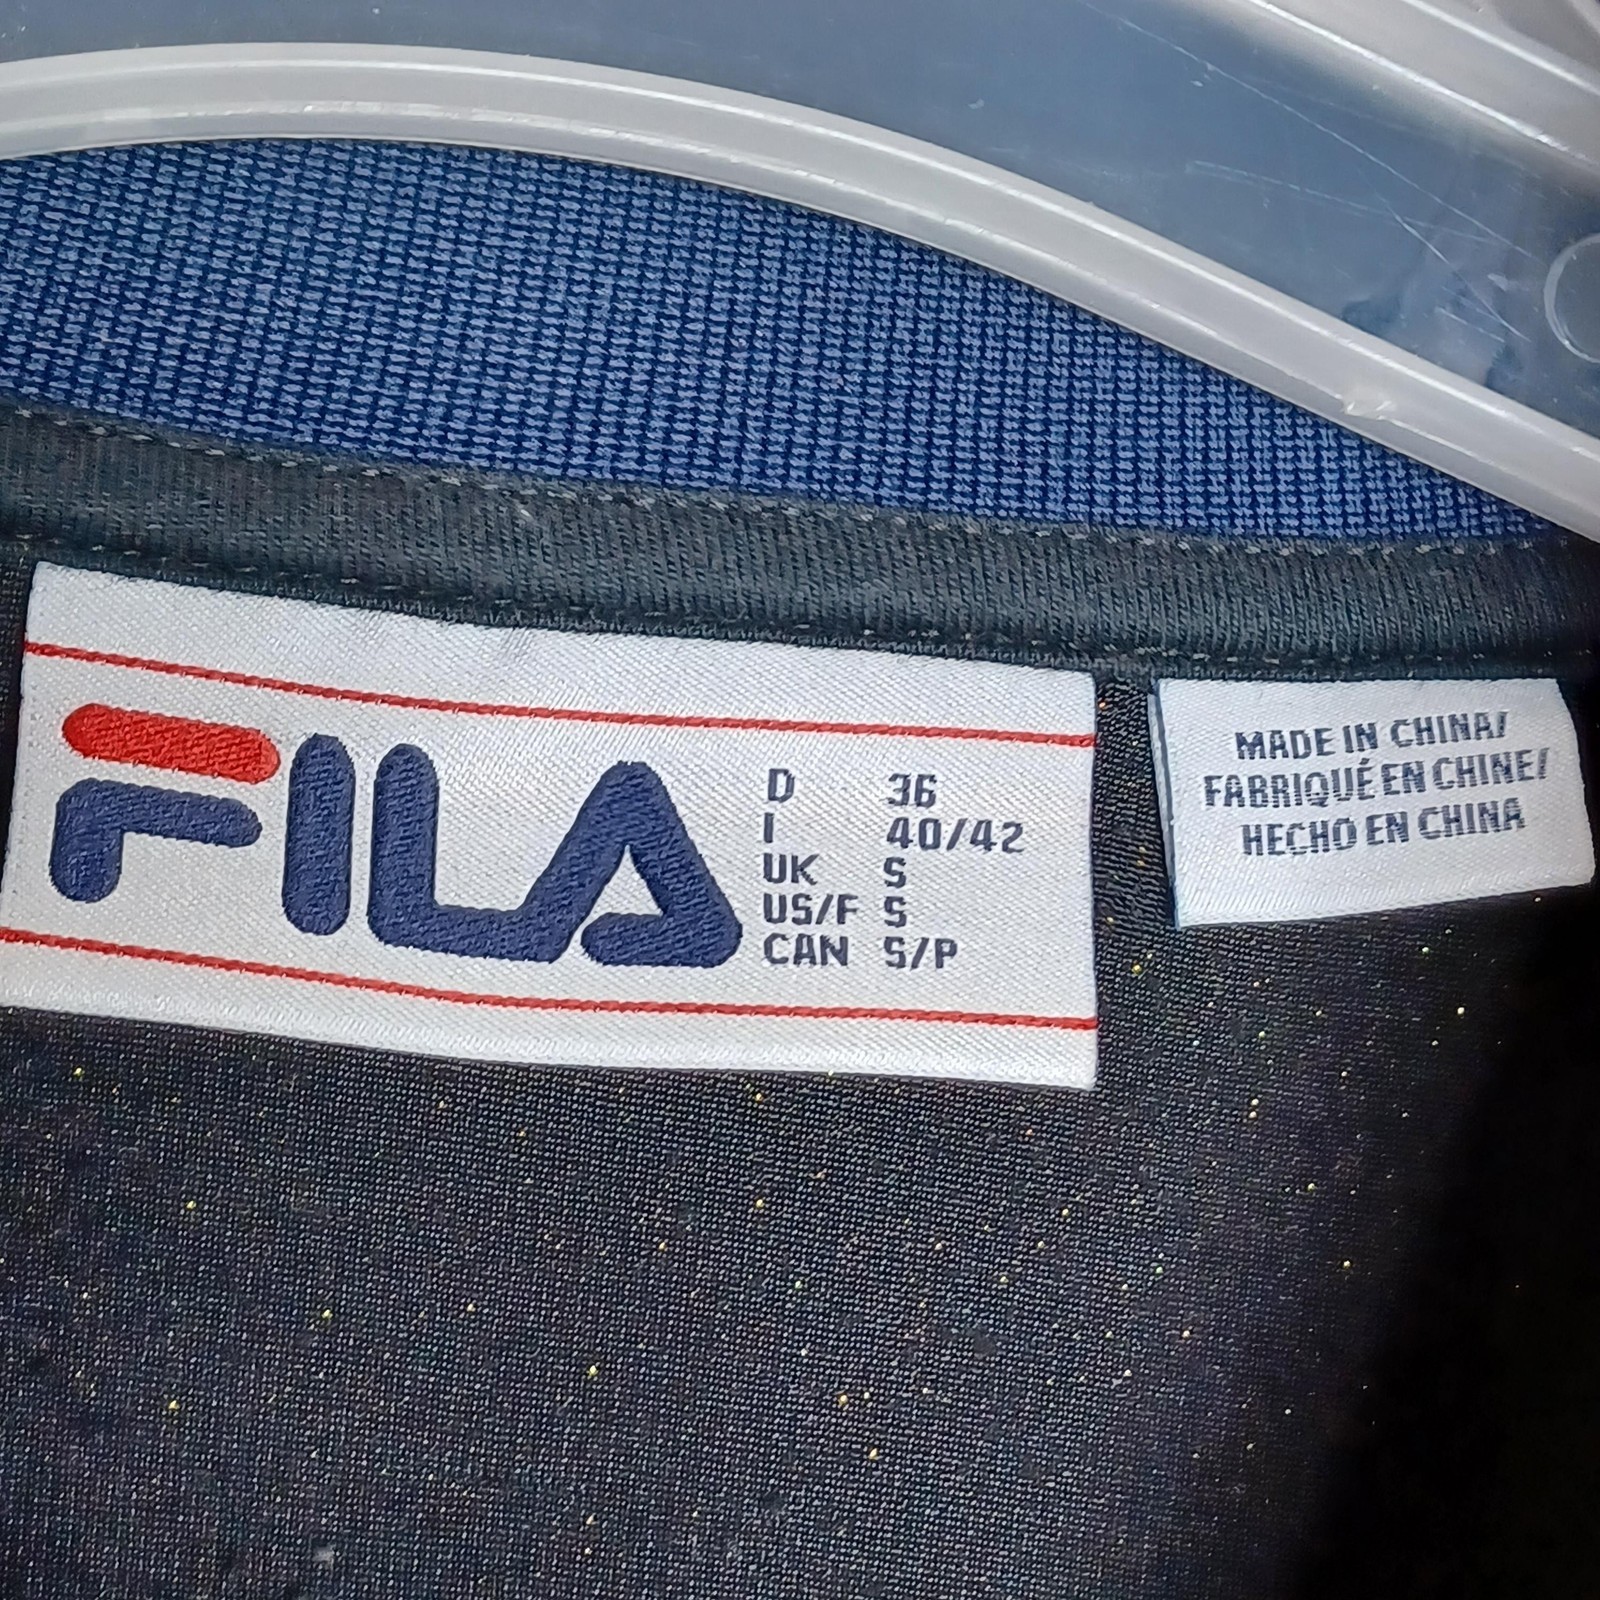 FILA
D 36
I 40/42
UK S
US/F S
CAN S/P
MADE IN CHINA/
FABRIQUÉ EN CHINE/
HECHO EN CHINA